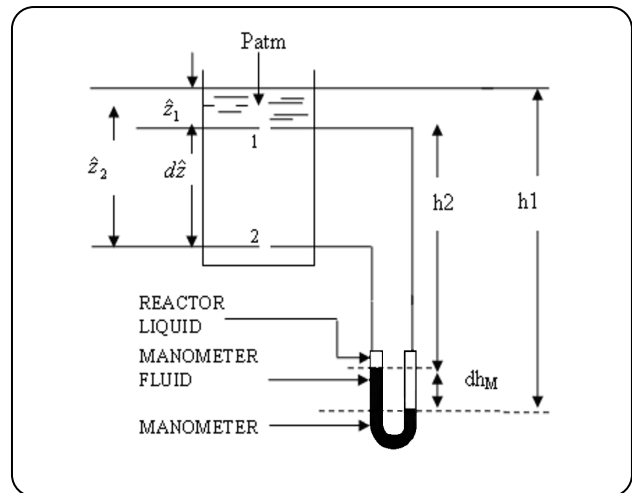 Patm
ẑ₁
1
ẑ₂
dẑ
h2
h1
2
REACTOR
LIQUID
MANOMETER
FLUID
dhM
MANOMETER